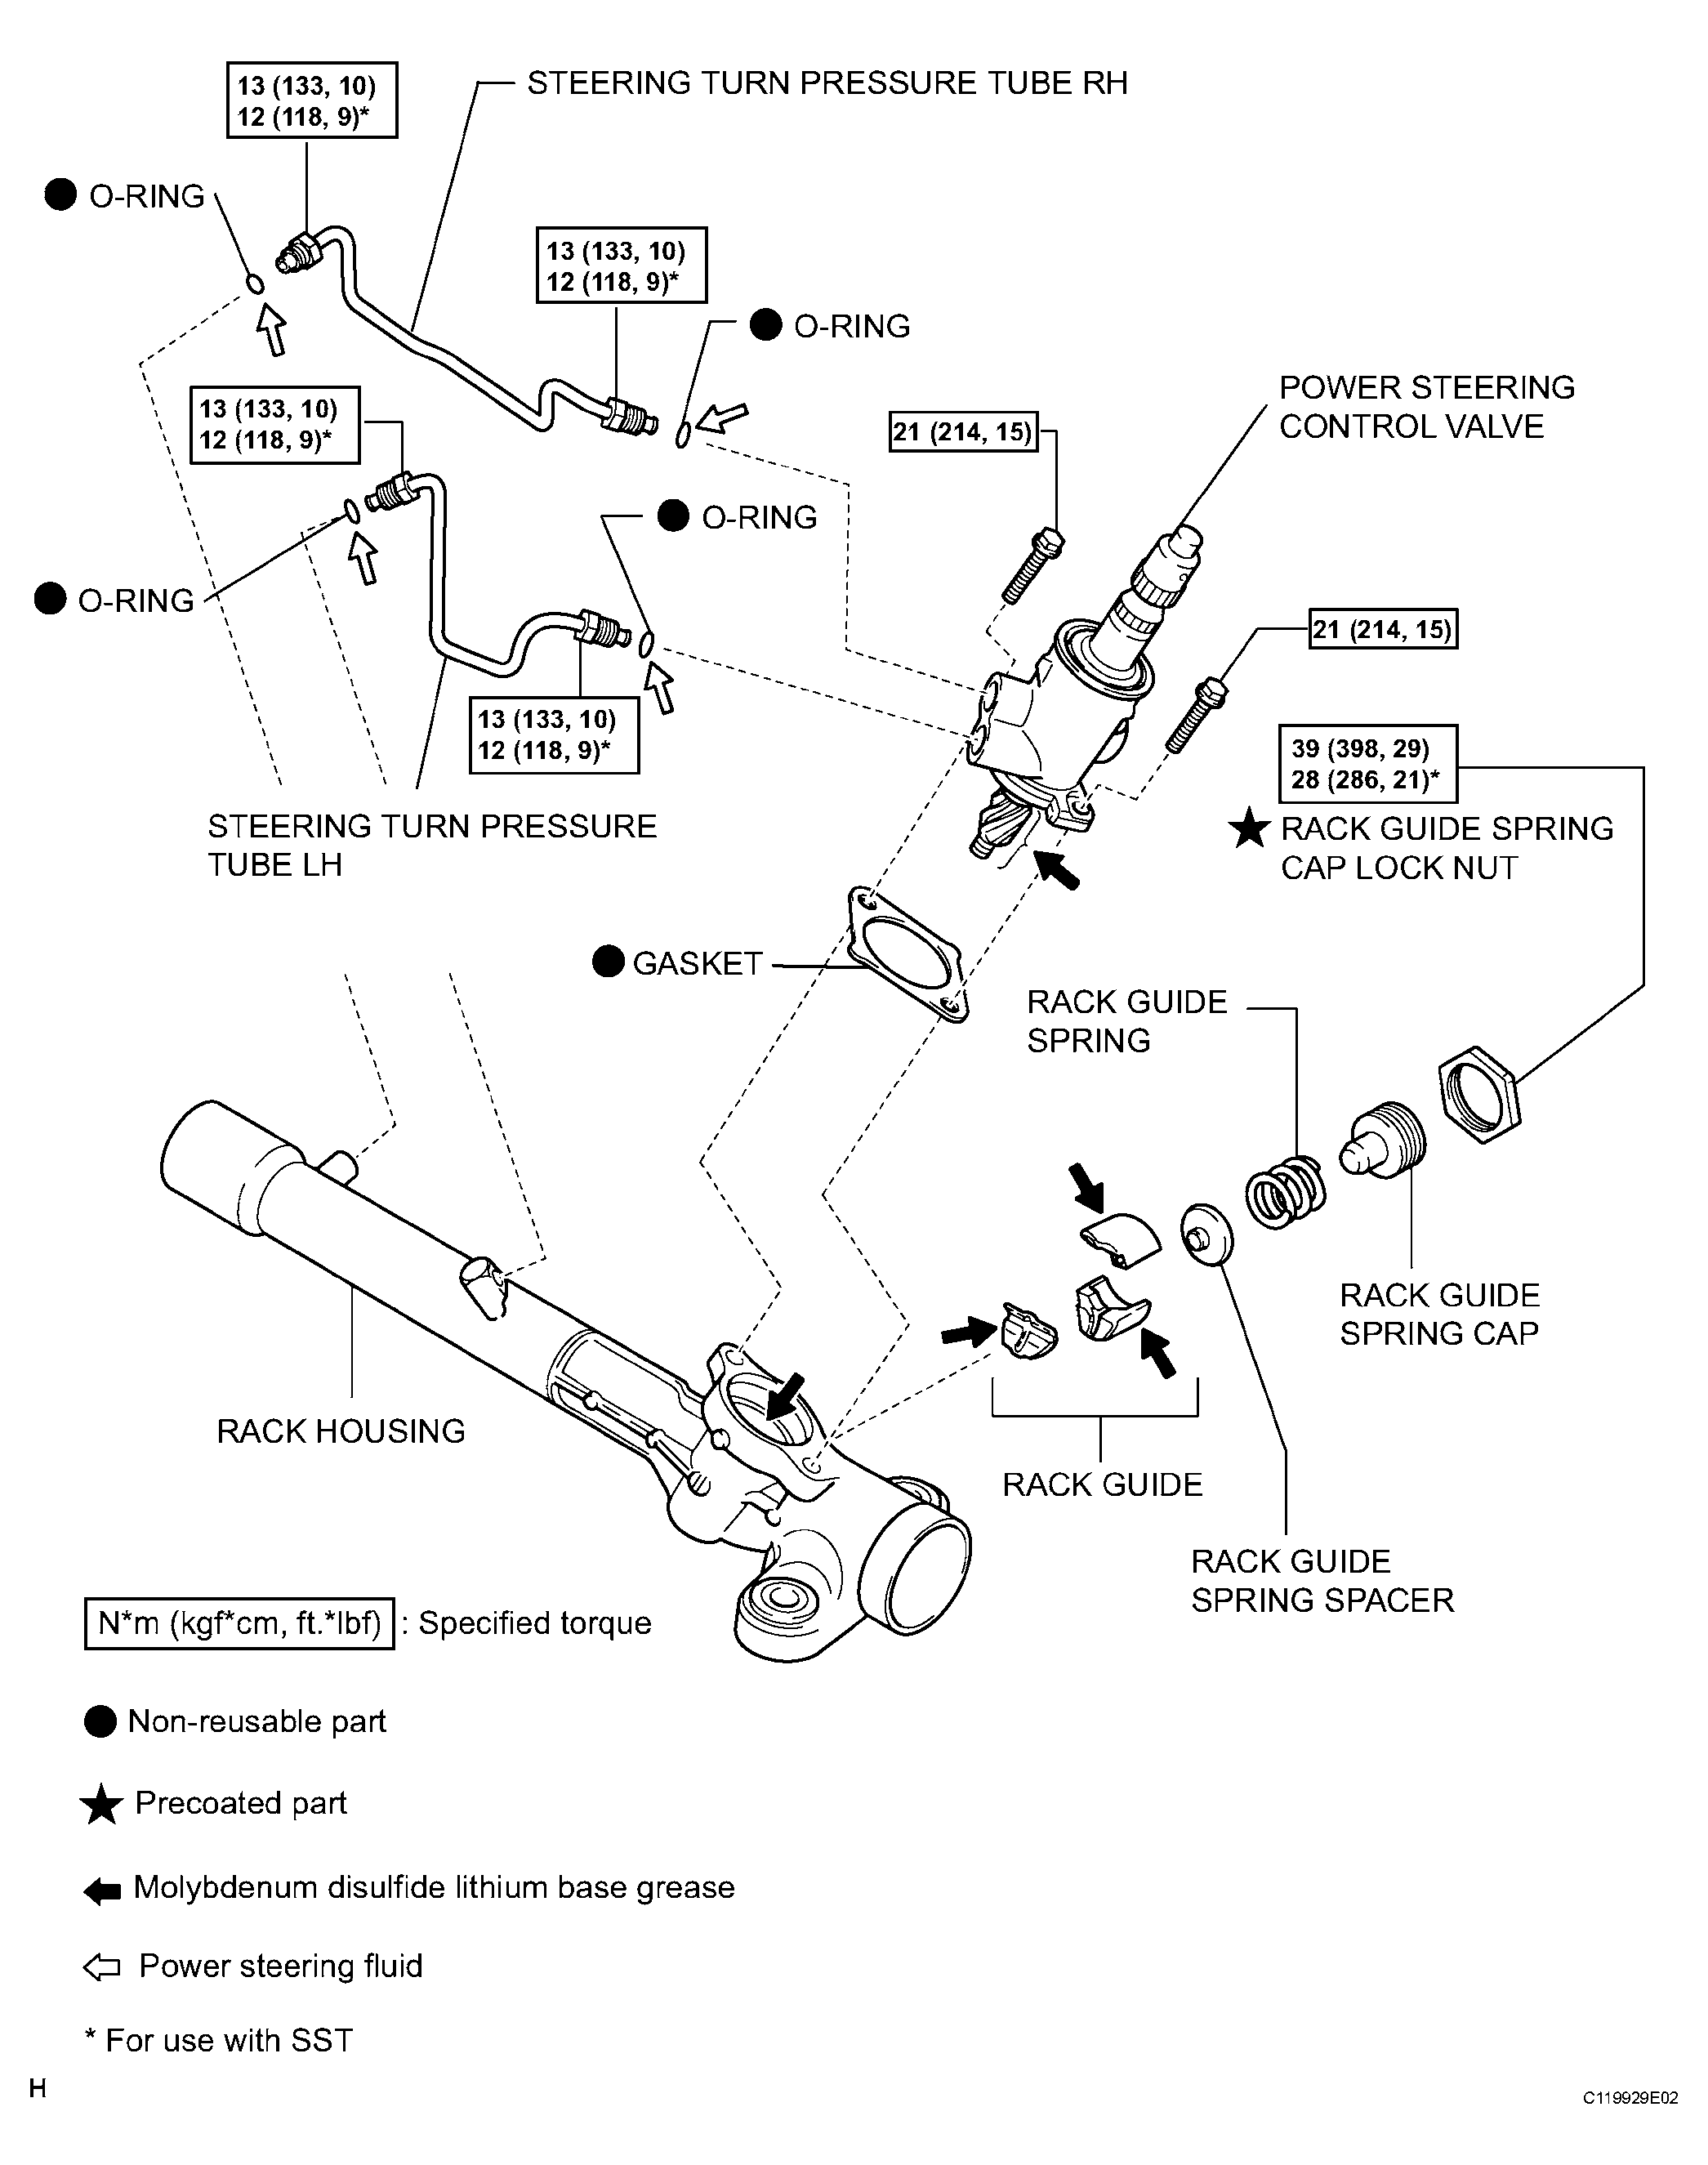 13 (133, 10)
12 (118, 9)*
STEERING TURN PRESSURE TUBE RH
O-RING
13 (133, 10)
12 (118, 9)*
O-RING
13 (133, 10)
12 (118, 9)*
POWER STEERING
CONTROL VALVE
21 (214, 15)
O-RING
O-RING
21 (214, 15)
13 (133, 10)
12 (118, 9)*
39 (398, 29)
28 (286, 21)*
STEERING TURN PRESSURE
TUBE LH
RACK GUIDE SPRING
CAP LOCK NUT
GASKET
RACK GUIDE
SPRING
RACK GUIDE
SPRING CAP
RACK HOUSING
RACK GUIDE
RACK GUIDE
SPRING SPACER
N*m (kgf*cm, ft.*lbf) : Specified torque
Non-reusable part
Precoated part
Molybdenum disulfide lithium base grease
Power steering fluid
* For use with SST
H
C119929E02